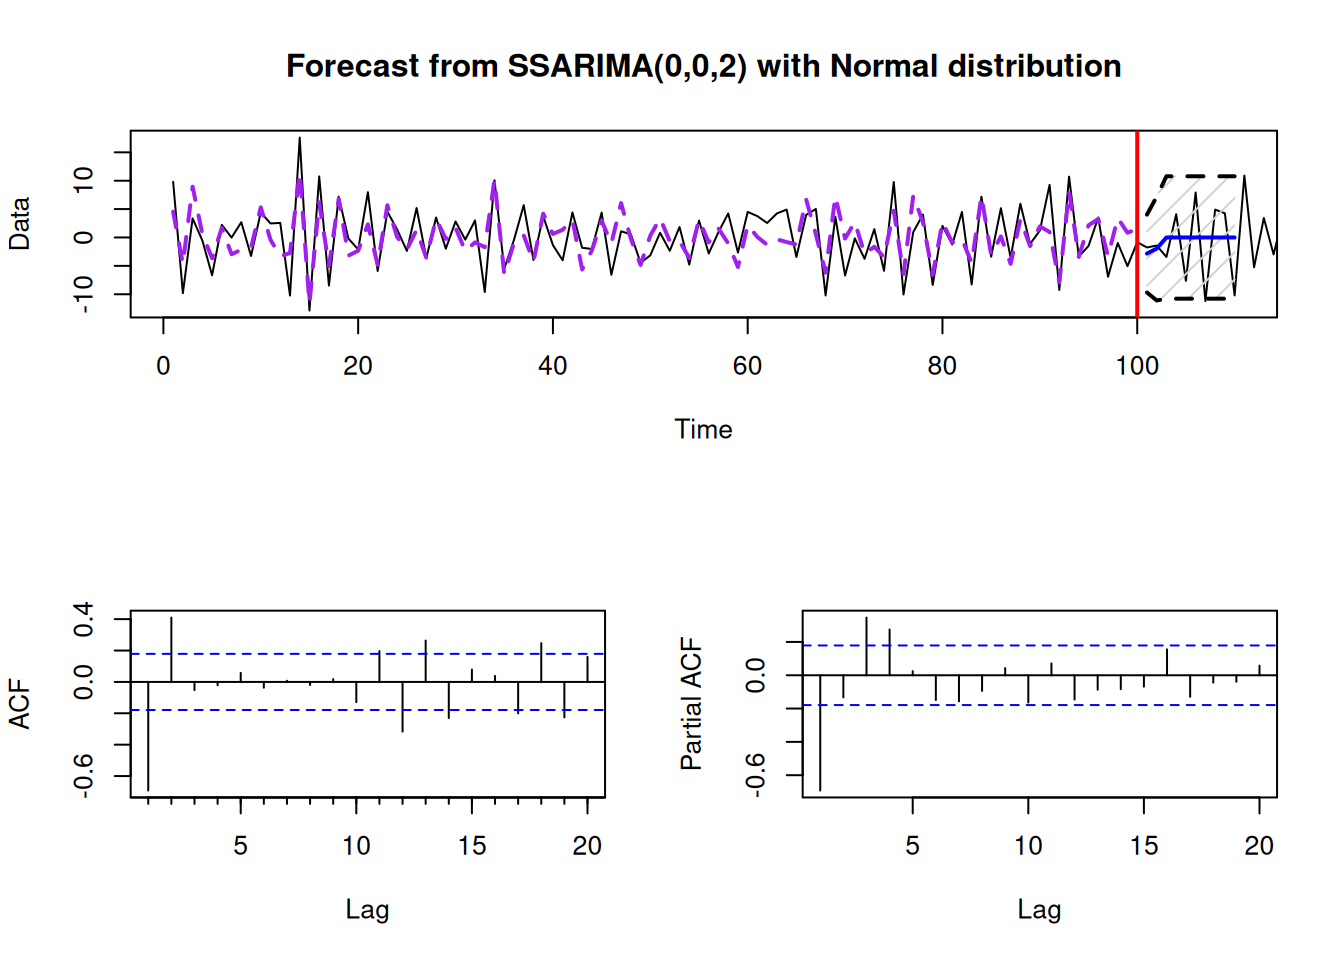 Forecast from SSARIMA(0,0,2) with Normal distribution
Data
10
0
-10
0 20 40 60 80 100
Time
ACF
0.4
0.0
-0.6
5 10 15 20
Lag
Partial ACF
0.0
-0.6
5 10 15 20
Lag